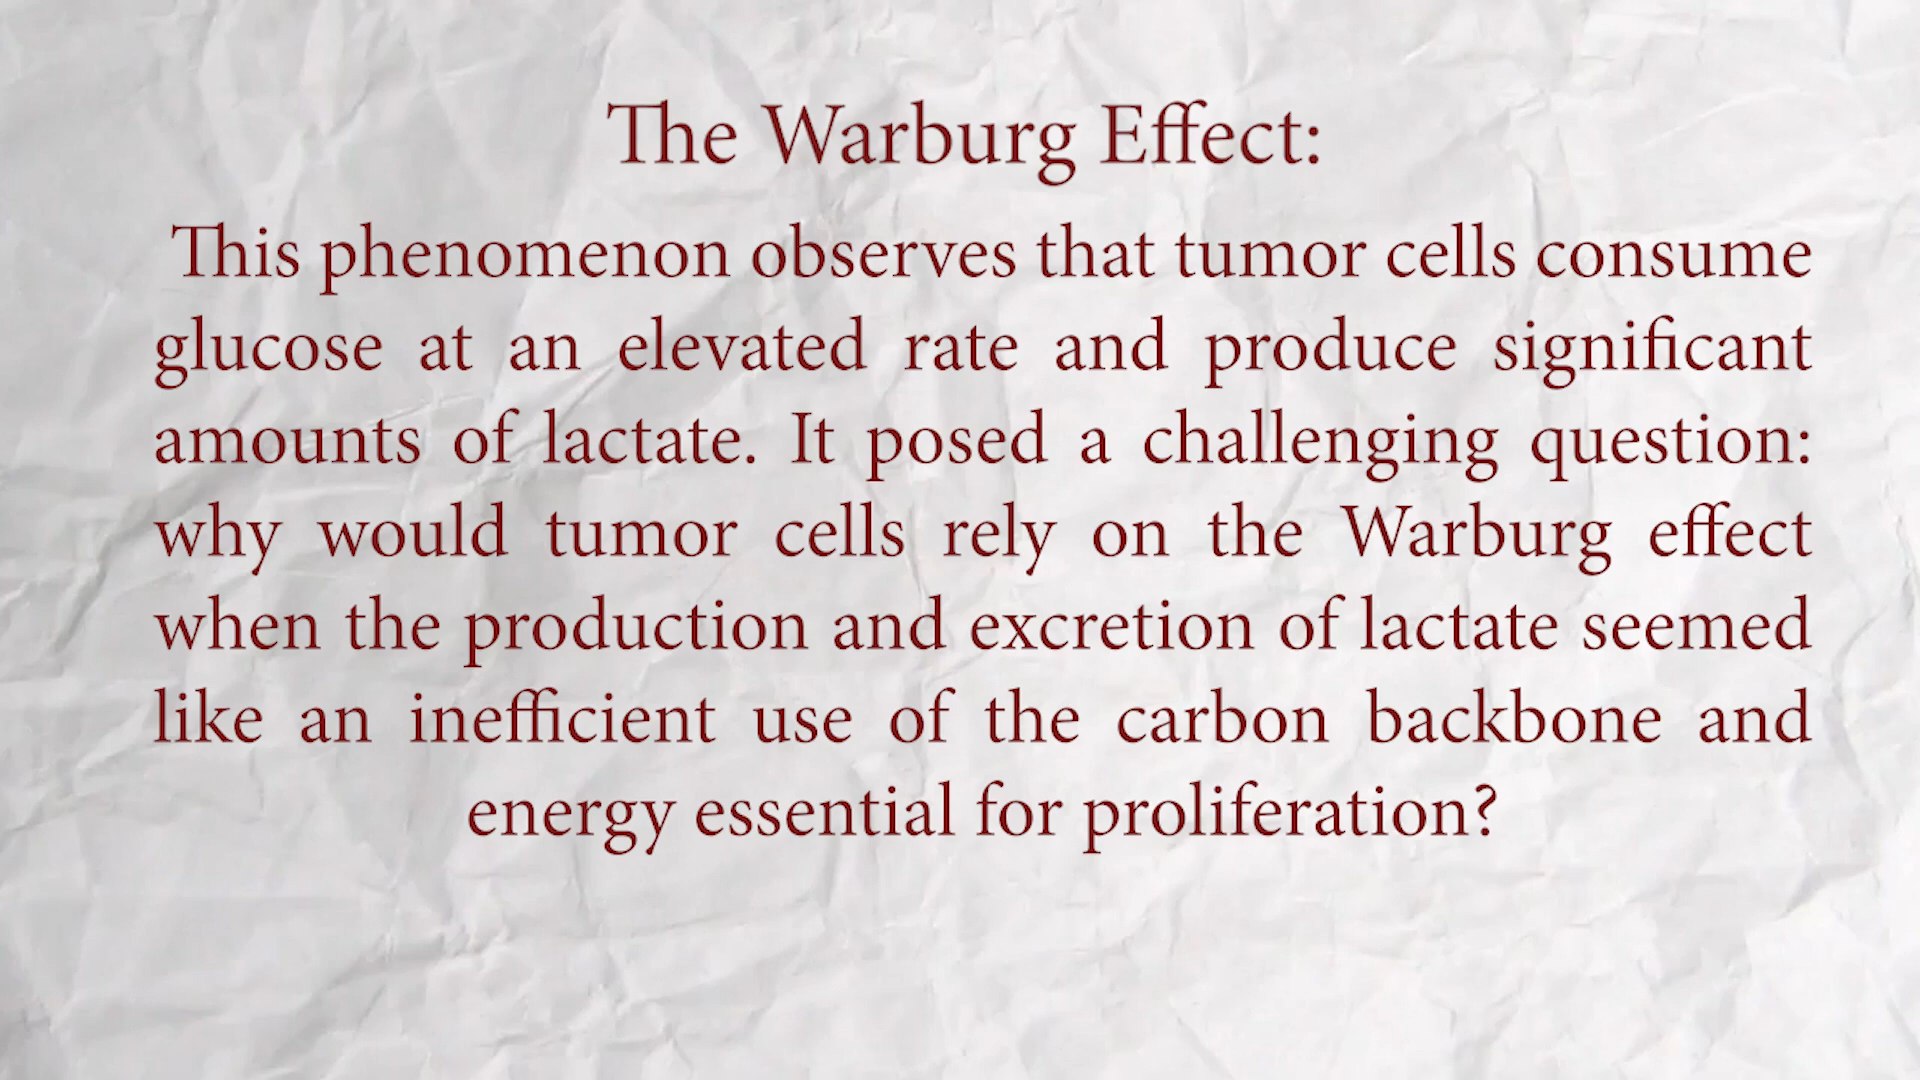 The Warburg Effect:
This phenomenon observes that tumor cells consume
glucose at an elevated rate and produce significant
amounts of lactate. It posed a challenging question:
why would tumor cells rely on the Warburg effect
when the production and excretion of lactate seemed
like an inefficient use of the carbon backbone and
energy essential for proliferation?